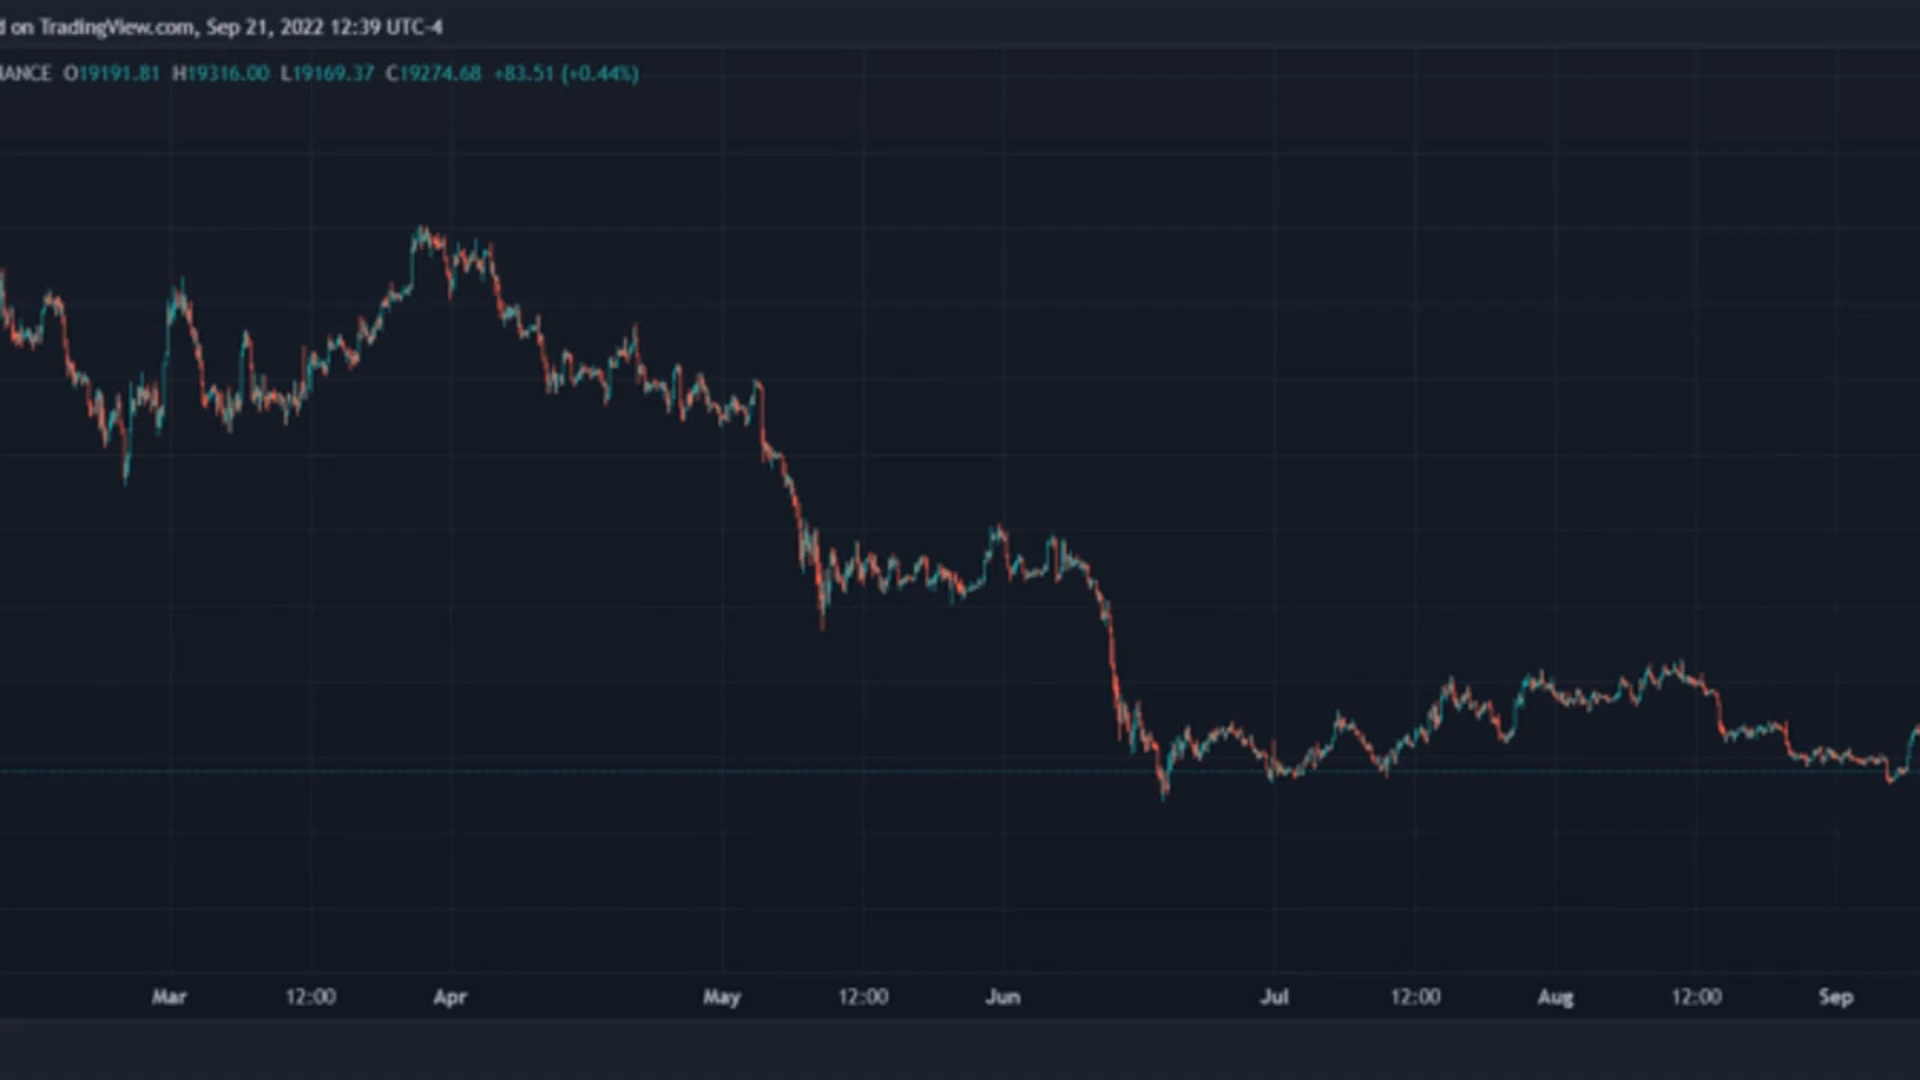 on TradingView.com, Sep 21, 2022 12:39 UTC-4
O19191.81 H19316.00 L19169.37 C19274.68 +83.51 (+0.44%)
Mar 12:00 Apr May 12:00 Jun Jul 12:00 Aug 12:00 Sep